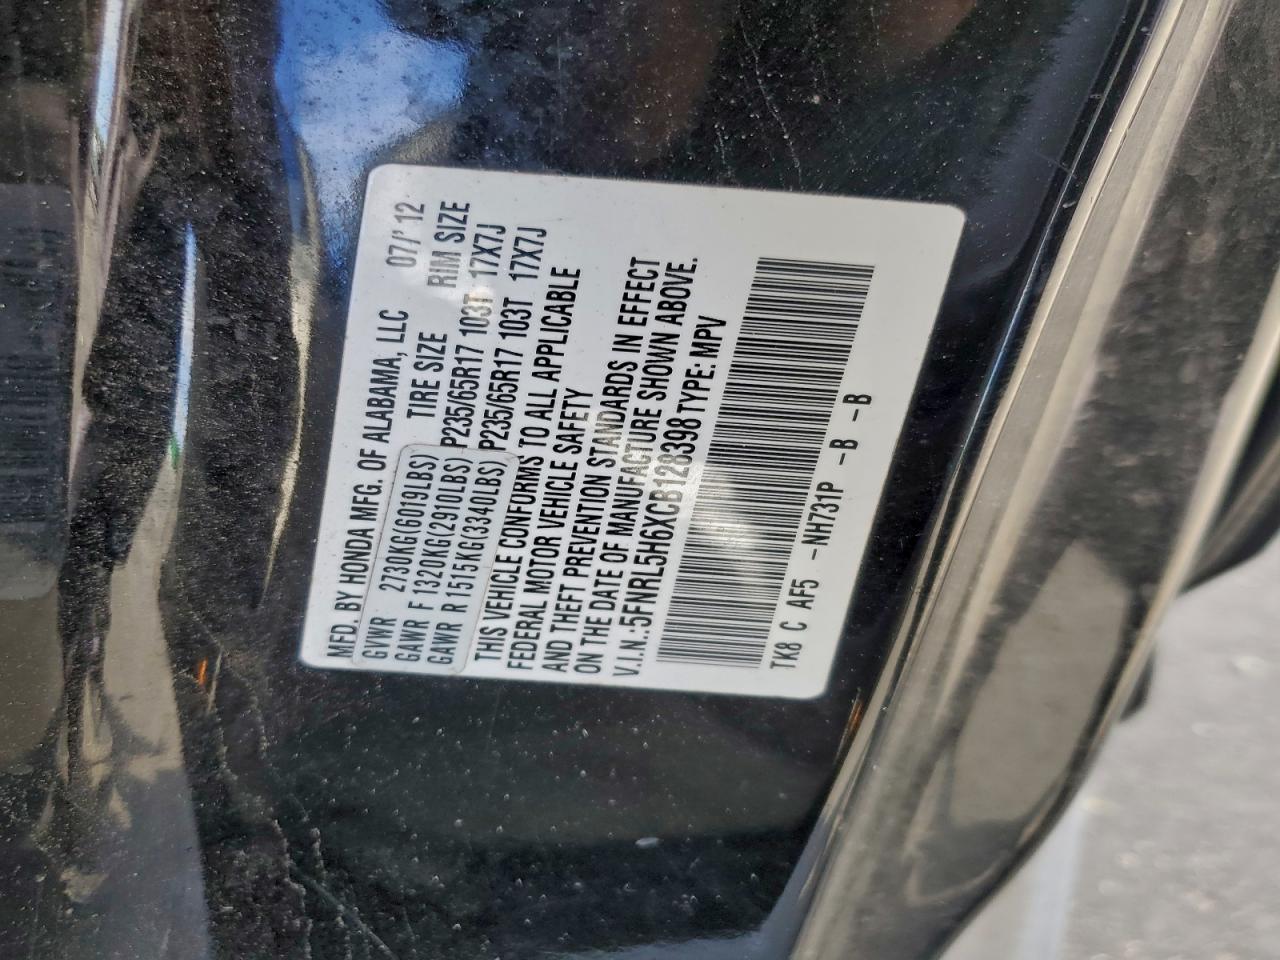 MFD. BY HONDA MFG. OF ALABAMA, LLC 07/' 12
GVWR 2730KG(6019LBS) TIRE SIZE RIM SIZE
GAWR F 1320KG(2910LBS) P235/65R17 103T 17X7J
GAWR R 1515KG(3340LBS) P235/65R17 103T 17X7J
THIS VEHICLE CONFORMS TO ALL APPLICABLE
FEDERAL MOTOR VEHICLE SAFETY
AND THEFT PREVENTION STANDARDS IN EFFECT
ON THE DATE OF MANUFACTURE SHOWN ABOVE.
V.I.N.:5FNRL5H6XCB128398 TYPE: MPV
TK8 C AF5 -NH731P -B -B